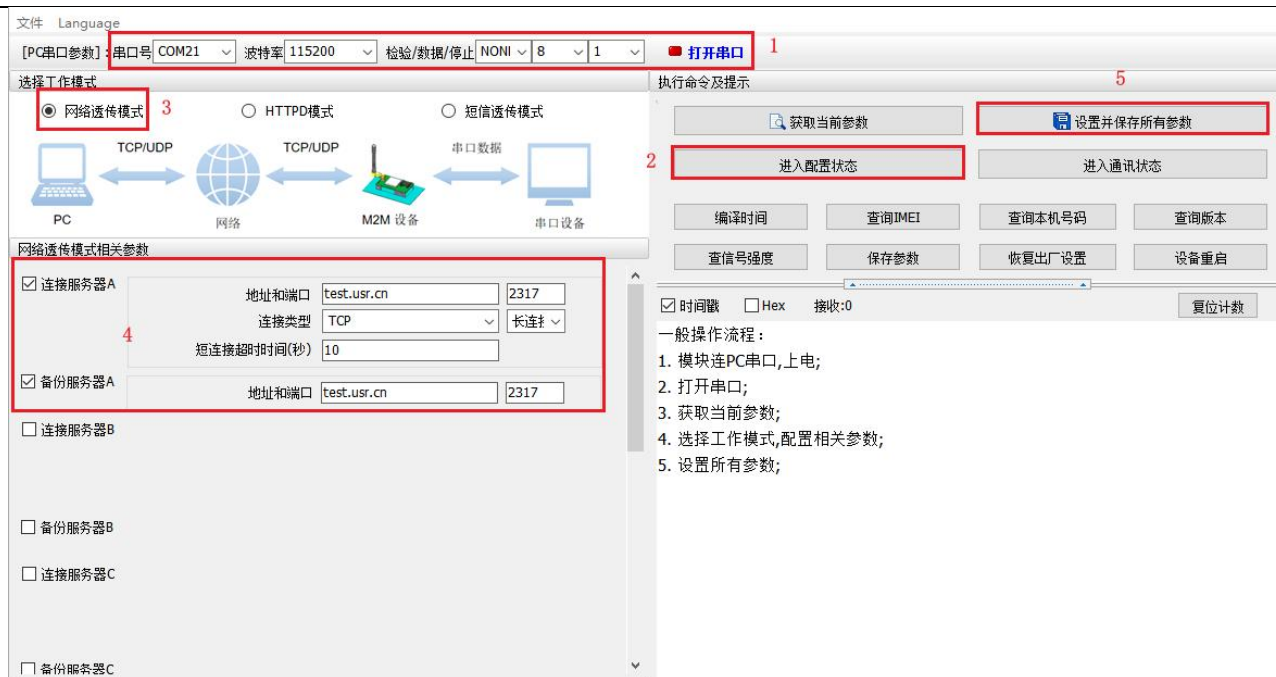 文件 Language
[PC串口参数]:串口号 COM21 波特率 115200 检验/数据/停止 NONI 8 1 打开串口 1
选择工作模式
网络透传模式 3 HTTPD模式 短信透传模式
TCP/UDP TCP/UDP 串口数据
PC 网络 M2M 设备 串口设备
网络透传模式相关参数
连接服务器A
地址和端口 test.usr.cn 2317
连接类型 TCP 长连接
4
短连接超时时间(秒) 10
备份服务器A
地址和端口 test.usr.cn 2317
连接服务器B
备份服务器B
连接服务器C
备份服务器C
执行命令及提示 5
获取当前参数 设置并保存所有参数
2 进入配置状态 进入通讯状态
编译时间 查询IMEI 查询本机号码 查询版本
查信号强度 保存参数 恢复出厂设置 设备重启
时间戳 Hex 接收:0 复位计数
一般操作流程:
1. 模块连PC串口,上电;
2. 打开串口;
3. 获取当前参数;
4. 选择工作模式,配置相关参数;
5. 设置所有参数;